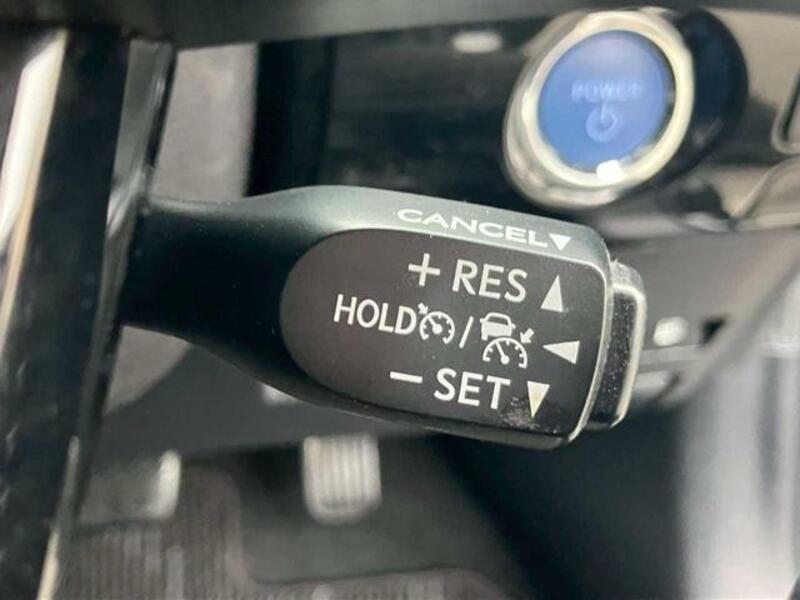 POWER
CANCEL▼
+ RES ▲
HOLD / ◀
− SET ▼